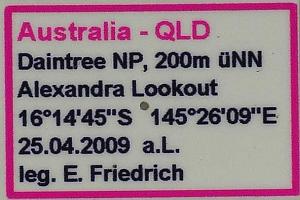 Australia - QLD
Daintree NP, 200m üNN
Alexandra Lookout
16°14'45"S 145°26'09"E
25.04.2009 a.L.
leg. E. Friedrich